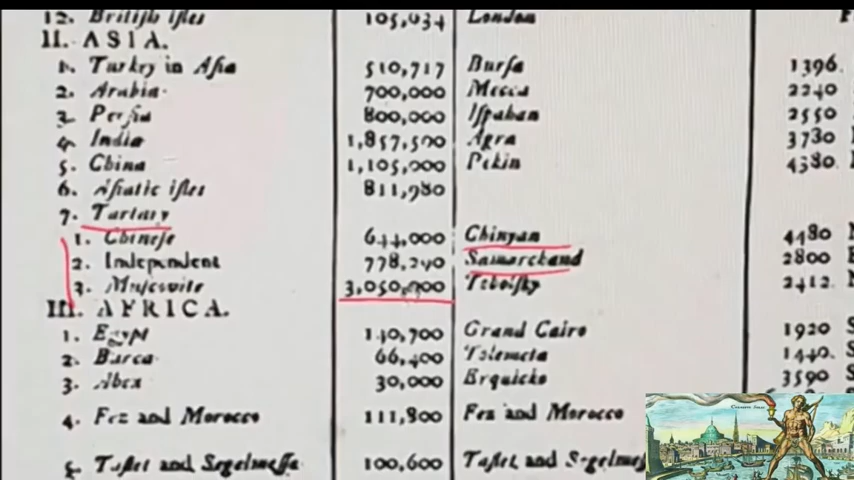 12. British isles 105,634 London
II. ASIA.
1. Turky in Asia 510,717 Bursa 1396.
2. Arabia 700,000 Mecca 2240
3. Persia 800,000 Ispahan 2550
4. India 1,857,500 Agra 3730
5. China 1,105,000 Pekin 4380.
6. Asiatic isles 811,980
7. Tartary
1. Chinese 644,000 Chinyan 4480
2. Independent 778,290 Samarckand 2800
3. Muscovite 3,050,000 Tobolsky 2412.
III. AFRICA.
1. Egypt 140,700 Grand Cairo 1920 S
2. Barca 66,400 Tolemeta 1440. S
3. Abex 30,000 Erquicko 3590 S
4. Fez and Morocco 111,800 Fez and Morocco
5. Taflet and Segelmessa 100,600 Taflet and Segelmes